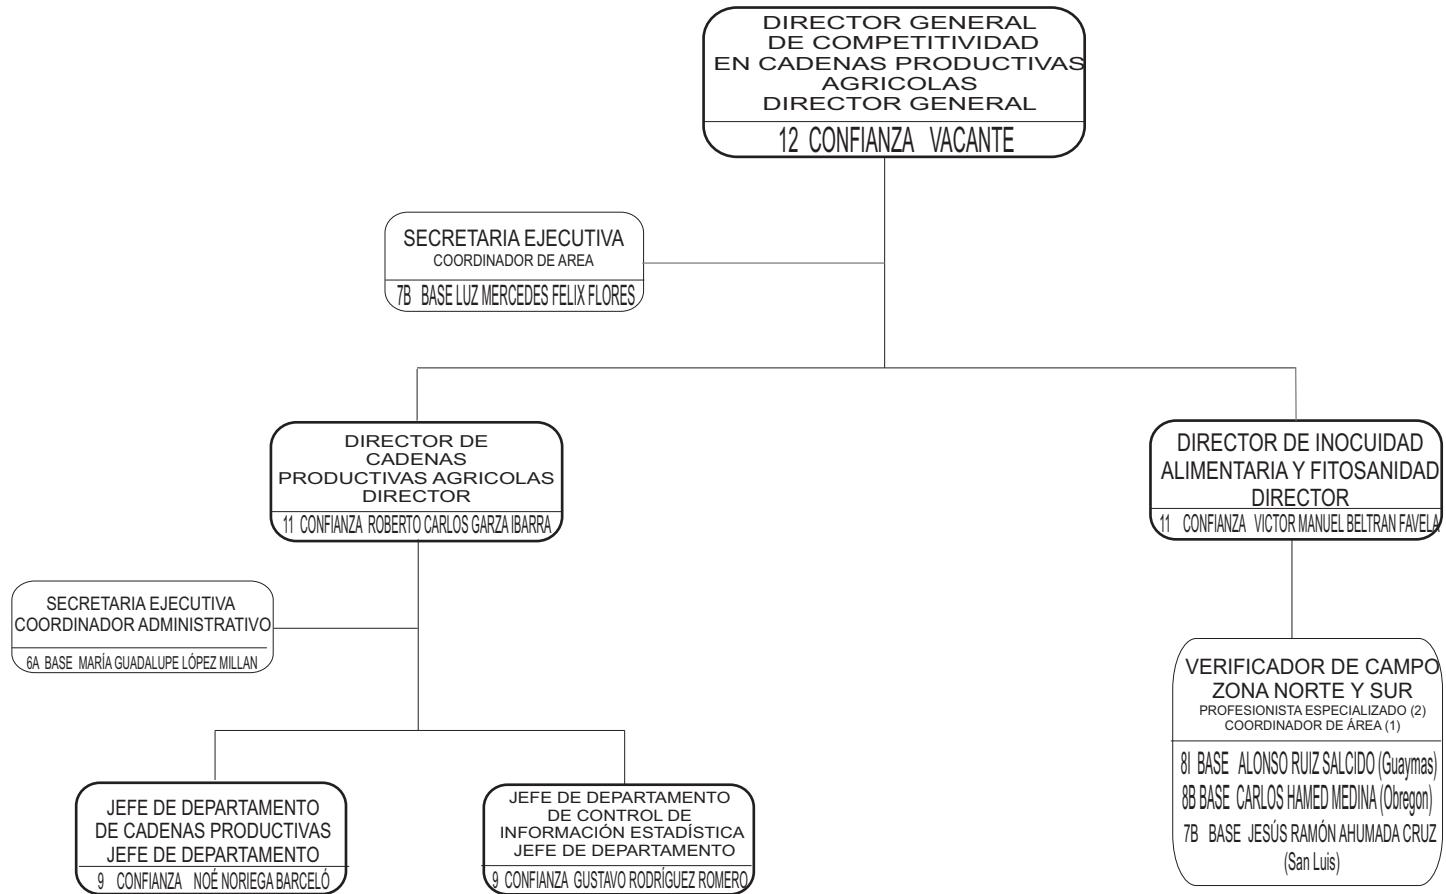 DIRECTOR GENERAL
DE COMPETITIVIDAD
EN CADENAS PRODUCTIVAS
AGRICOLAS
DIRECTOR GENERAL
12 CONFIANZA VACANTE
SECRETARIA EJECUTIVA
COORDINADOR DE AREA
7B BASE LUZ MERCEDES FELIX FLORES
DIRECTOR DE
CADENAS
PRODUCTIVAS AGRICOLAS
DIRECTOR
11 CONFIANZA ROBERTO CARLOS GARZA IBARRA
DIRECTOR DE INOCUIDAD
ALIMENTARIA Y FITOSANIDAD
DIRECTOR
11 CONFIANZA VICTOR MANUEL BELTRAN FAVELA
SECRETARIA EJECUTIVA
COORDINADOR ADMINISTRATIVO
6A BASE MARÍA GUADALUPE LÓPEZ MILLAN
VERIFICADOR DE CAMPO
ZONA NORTE Y SUR
PROFESIONISTA ESPECIALIZADO (2)
COORDINADOR DE ÁREA (1)
8I BASE ALONSO RUIZ SALCIDO (Guaymas)
8B BASE CARLOS HAMED MEDINA (Obregon)
7B BASE JESÚS RAMÓN AHUMADA CRUZ
(San Luis)
JEFE DE DEPARTAMENTO
DE CADENAS PRODUCTIVAS
JEFE DE DEPARTAMENTO
9 CONFIANZA NOÉ NORIEGA BARCELÓ
JEFE DE DEPARTAMENTO
DE CONTROL DE
INFORMACIÓN ESTADÍSTICA
JEFE DE DEPARTAMENTO
9 CONFIANZA GUSTAVO RODRÍGUEZ ROMERO